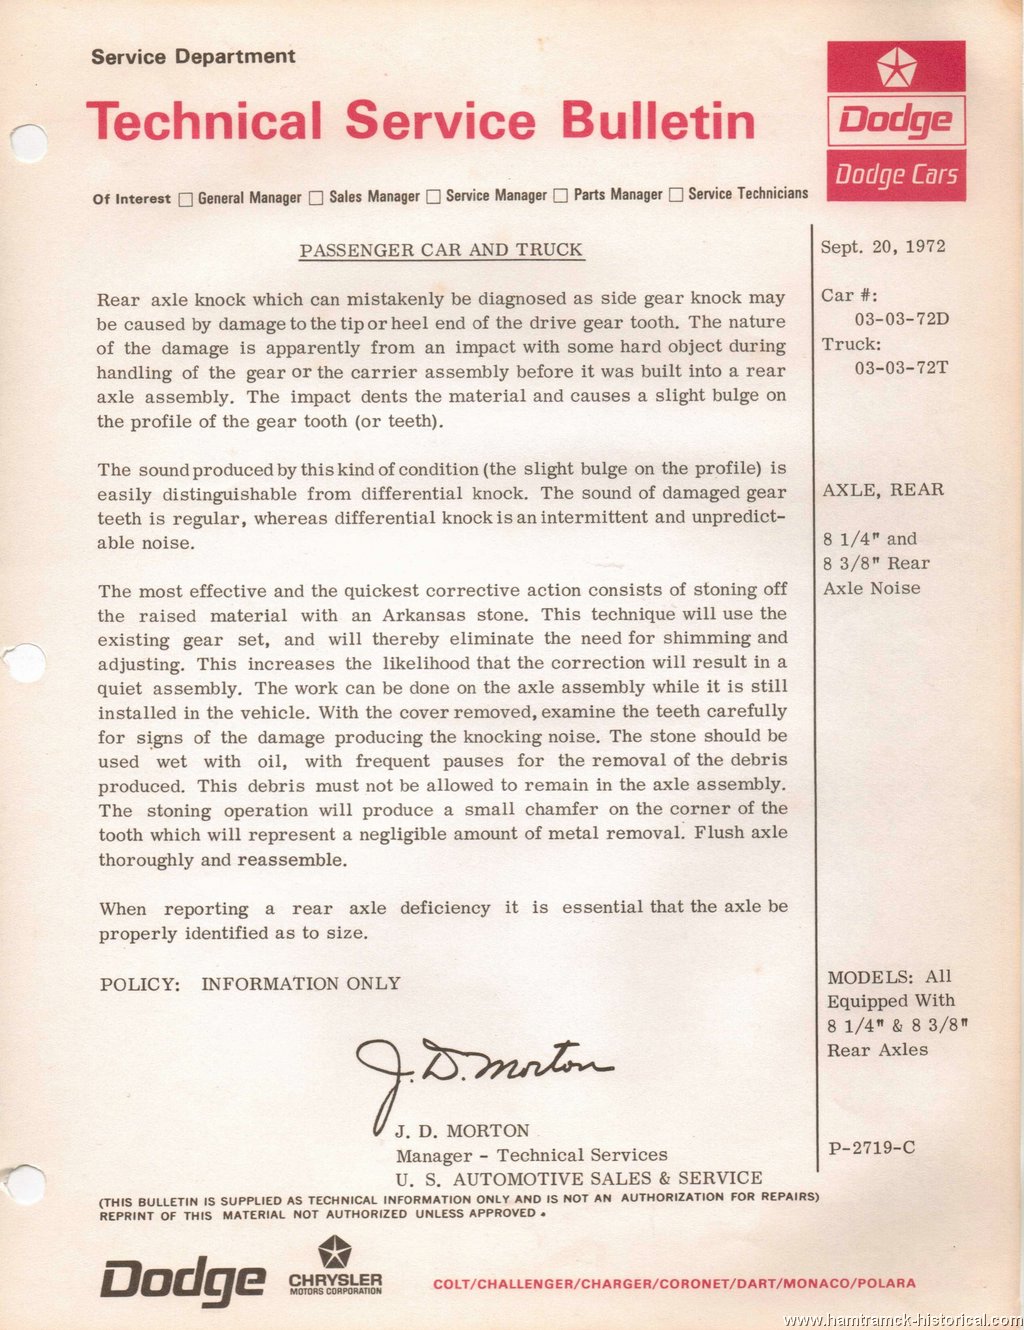 Service Department
Technical Service Bulletin
Dodge
Dodge Cars
Of Interest □ General Manager □ Sales Manager □ Service Manager □ Parts Manager □ Service Technicians
PASSENGER CAR AND TRUCK
Rear axle knock which can mistakenly be diagnosed as side gear knock may
be caused by damage to the tip or heel end of the drive gear tooth. The nature
of the damage is apparently from an impact with some hard object during
handling of the gear or the carrier assembly before it was built into a rear
axle assembly. The impact dents the material and causes a slight bulge on
the profile of the gear tooth (or teeth).
The sound produced by this kind of condition (the slight bulge on the profile) is
easily distinguishable from differential knock. The sound of damaged gear
teeth is regular, whereas differential knock is an intermittent and unpredict-
able noise.
The most effective and the quickest corrective action consists of stoning off
the raised material with an Arkansas stone. This technique will use the
existing gear set, and will thereby eliminate the need for shimming and
adjusting. This increases the likelihood that the correction will result in a
quiet assembly. The work can be done on the axle assembly while it is still
installed in the vehicle. With the cover removed, examine the teeth carefully
for signs of the damage producing the knocking noise. The stone should be
used wet with oil, with frequent pauses for the removal of the debris
produced. This debris must not be allowed to remain in the axle assembly.
The stoning operation will produce a small chamfer on the corner of the
tooth which will represent a negligible amount of metal removal. Flush axle
thoroughly and reassemble.
When reporting a rear axle deficiency it is essential that the axle be
properly identified as to size.
POLICY: INFORMATION ONLY
J. D. Morton
J. D. MORTON
Manager - Technical Services
U. S. AUTOMOTIVE SALES & SERVICE
Sept. 20, 1972
Car #:
03-03-72D
Truck:
03-03-72T
AXLE, REAR
8 1/4" and
8 3/8" Rear
Axle Noise
MODELS: All
Equipped With
8 1/4" & 8 3/8"
Rear Axles
P-2719-C
(THIS BULLETIN IS SUPPLIED AS TECHNICAL INFORMATION ONLY AND IS NOT AN AUTHORIZATION FOR REPAIRS)
REPRINT OF THIS MATERIAL NOT AUTHORIZED UNLESS APPROVED.
Dodge
CHRYSLER
MOTORS CORPORATION
COLT/CHALLENGER/CHARGER/CORONET/DART/MONACO/POLARA
www.hamtramck-historical.com